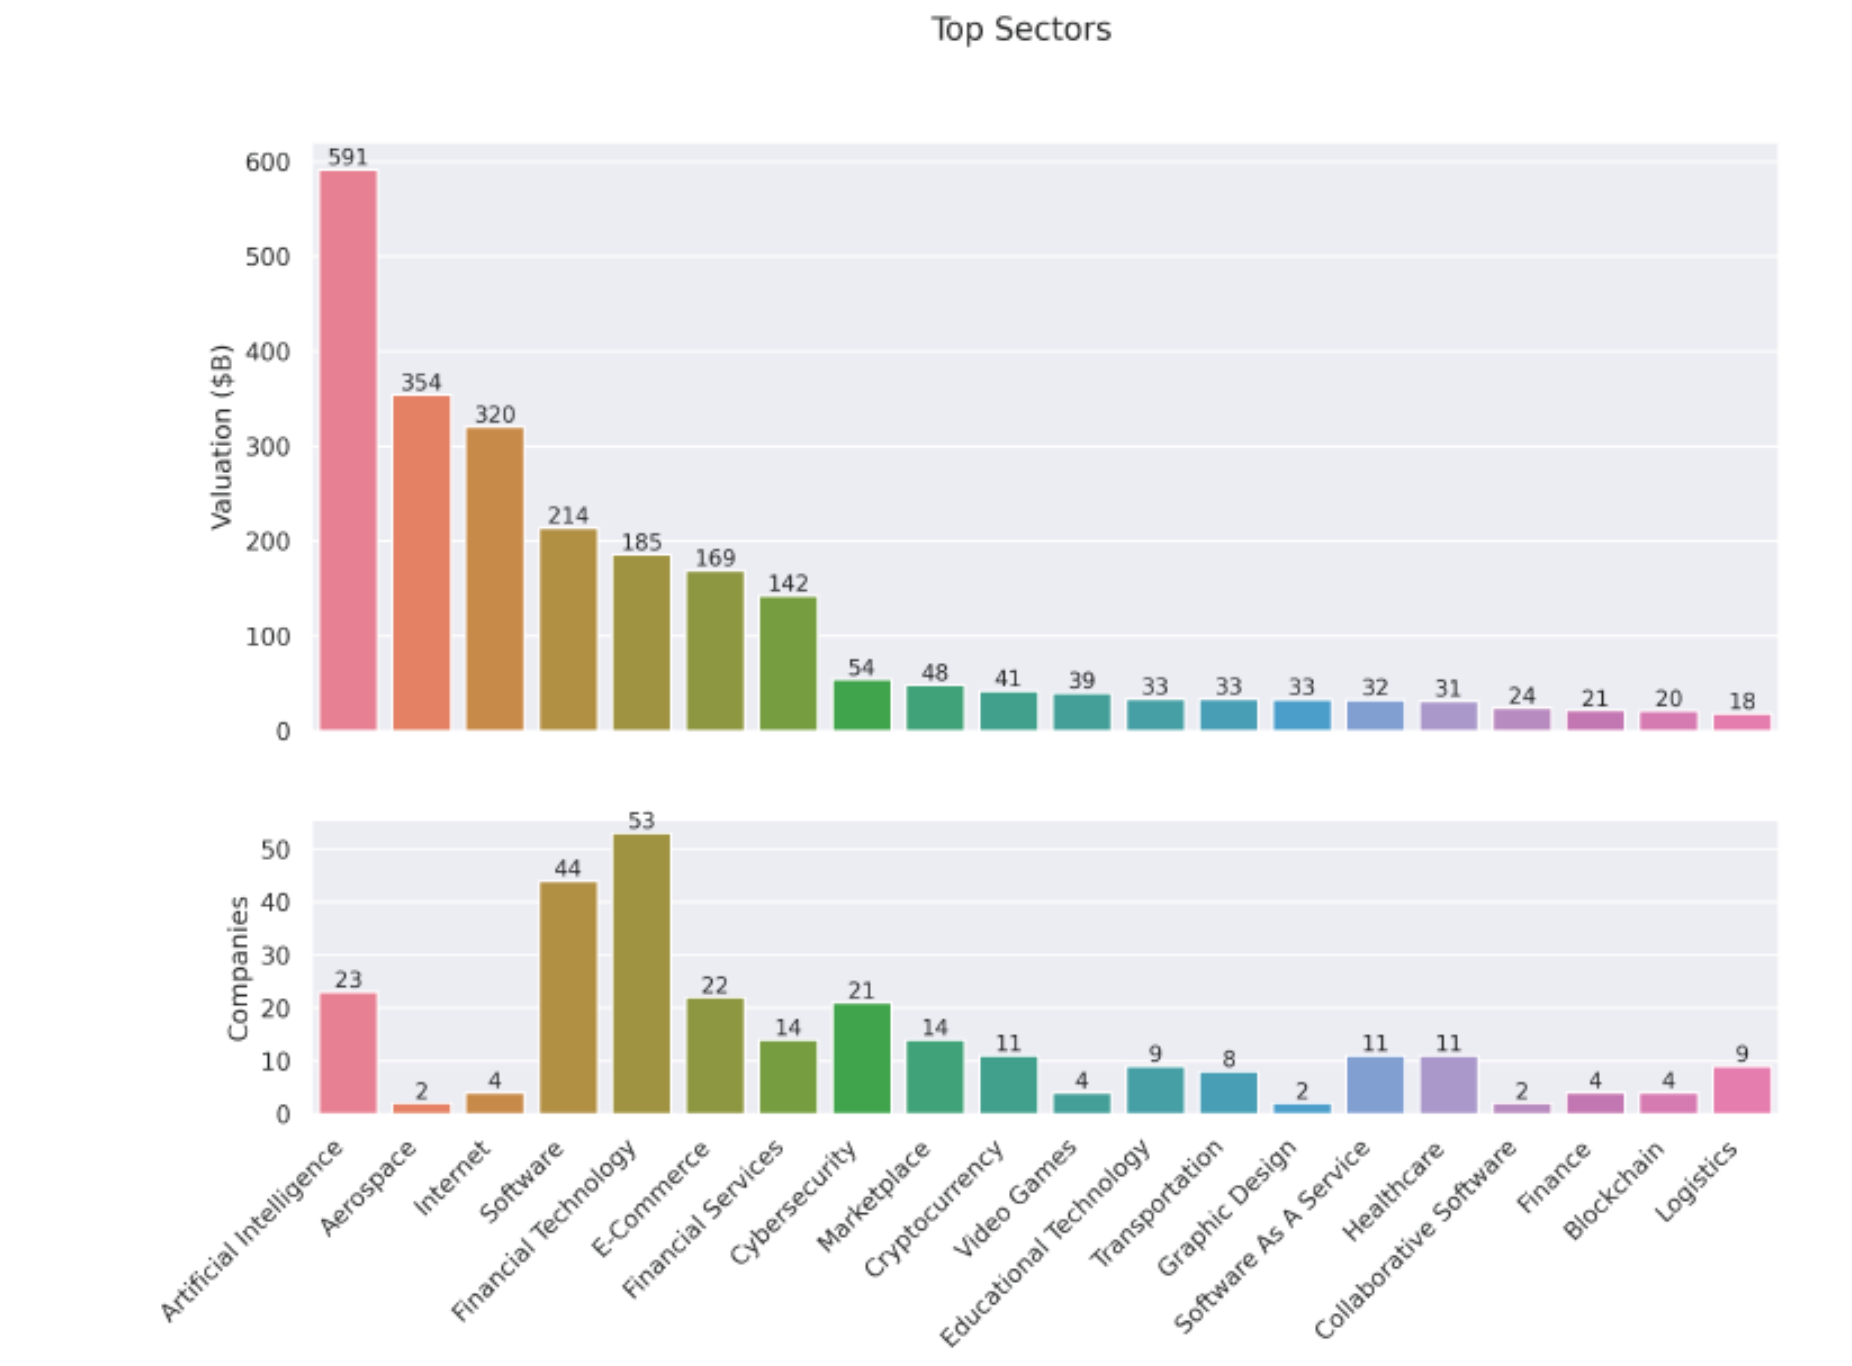 Top Sectors
Valuation ($B)
600
500
400
300
200
100
0
591
354
320
214
185
169
142
54
48
41
39
33
33
33
32
31
24
21
20
18
Companies
50
40
30
20
10
0
23
2
4
44
53
22
14
21
14
11
4
9
8
2
11
11
2
4
4
9
Artificial Intelligence
Aerospace
Internet
Software
Financial Technology
E-Commerce
Financial Services
Cybersecurity
Marketplace
Cryptocurrency
Video Games
Educational Technology
Transportation
Graphic Design
Software As A Service
Healthcare
Collaborative Software
Finance
Blockchain
Logistics